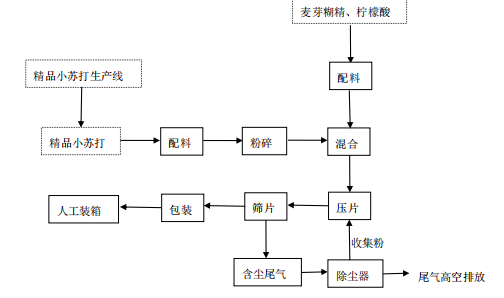 麦芽糊精、柠檬酸
配料
精品小苏打生产线
精品小苏打
配料
粉碎
混合
人工装箱
包装
筛片
压片
收集粉
含尘尾气
除尘器
尾气高空排放